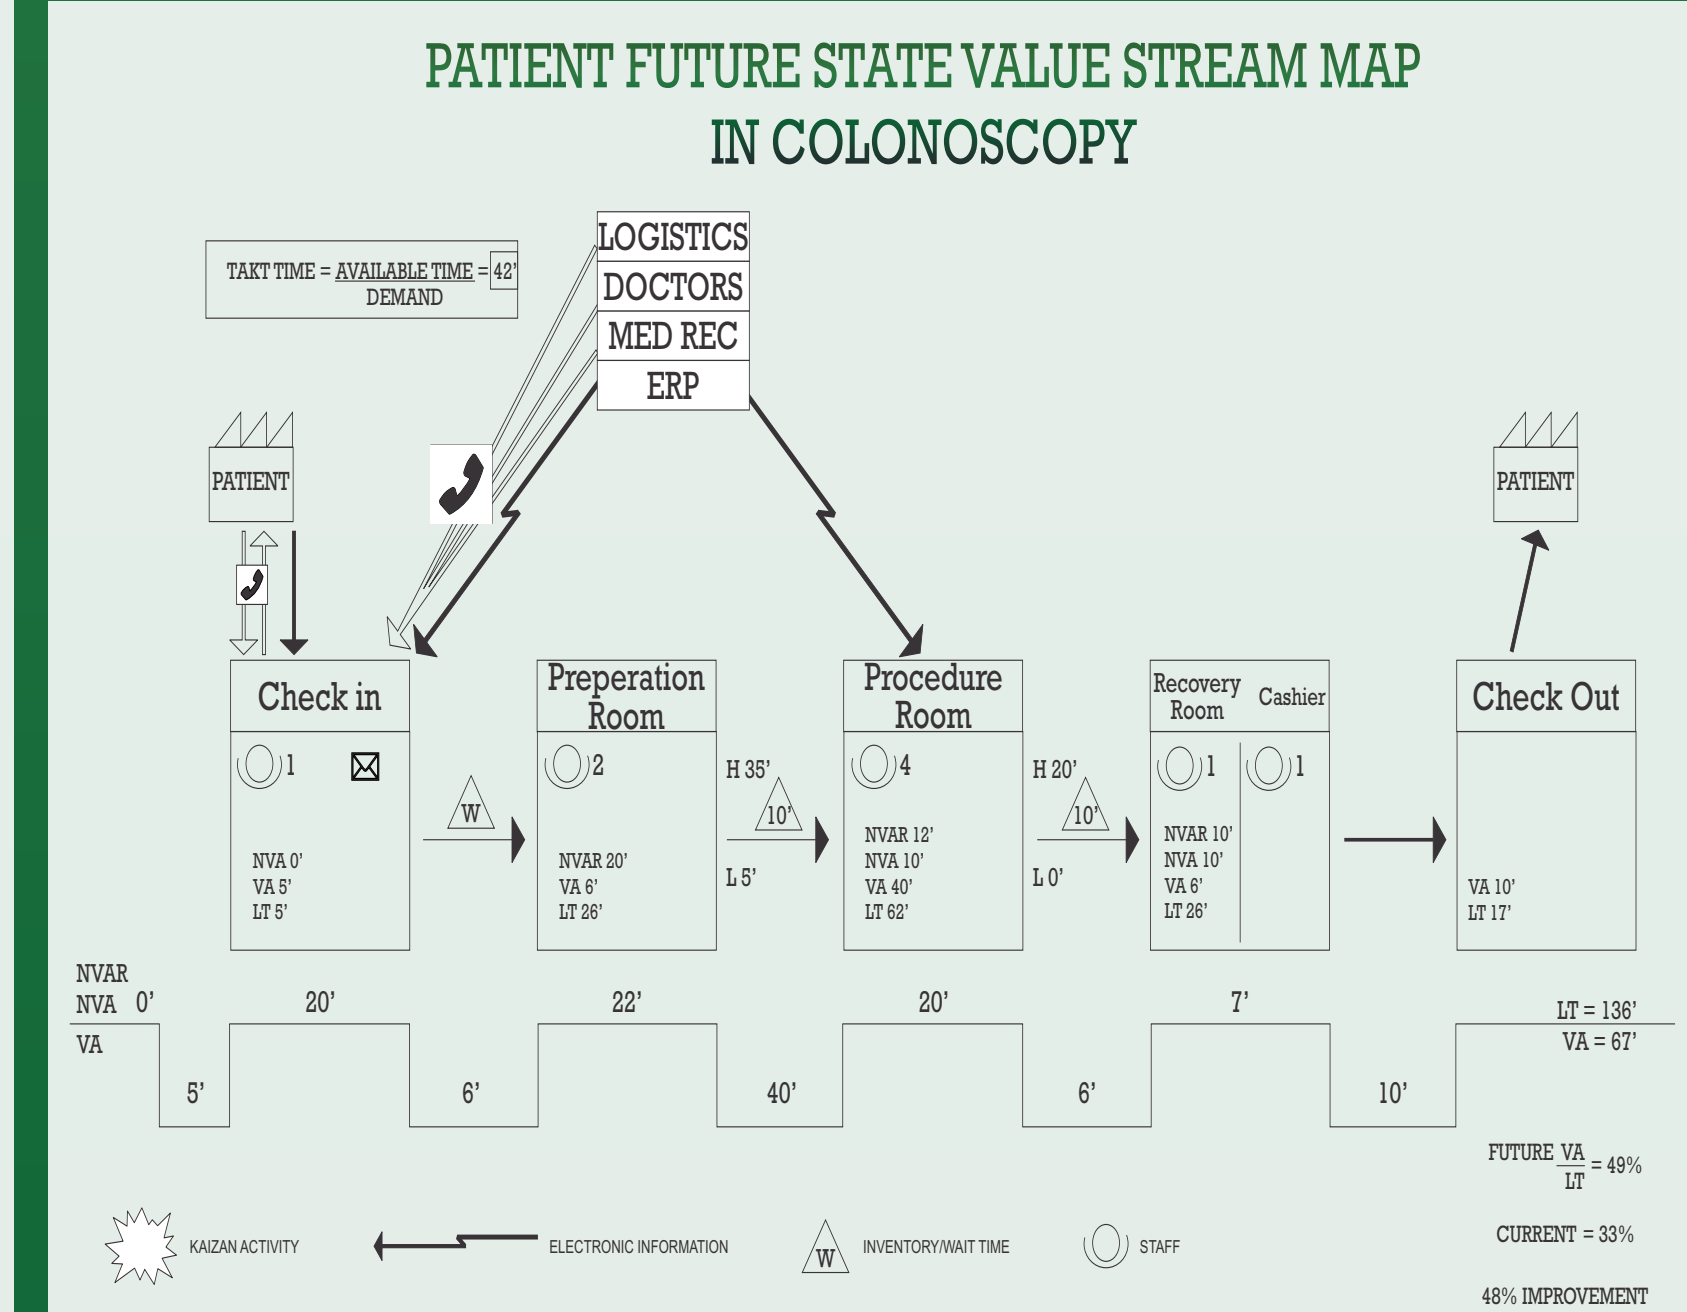 PATIENT FUTURE STATE VALUE STREAM MAP
IN COLONOSCOPY
LOGISTICS
DOCTORS
MED REC
ERP
TAKT TIME = AVAILABLE TIME = 42’
DEMAND
PATIENT
PATIENT
Check in
1
NVA 0’
VA 5’
LT 5’
W
Preperation
Room
2
NVAR 20’
VA 6’
LT 26’
H 35’
10’
L 5’
Procedure
Room
4
NVAR 12’
NVA 10’
VA 40’
LT 62’
H 20’
10’
L 0’
Recovery
Room
Cashier
1
1
NVAR 10’
NVA 10’
VA 6’
LT 26’
Check Out
VA 10’
LT 17’
NVAR
NVA 0’ 20’ 22’ 20’ 7’
LT = 136’
VA
VA = 67’
5’ 6’ 40’ 6’ 10’
FUTURE VA = 49%
LT
CURRENT = 33%
48% IMPROVEMENT
KAIZAN ACTIVITY
ELECTRONIC INFORMATION
W
INVENTORY/WAIT TIME
STAFF